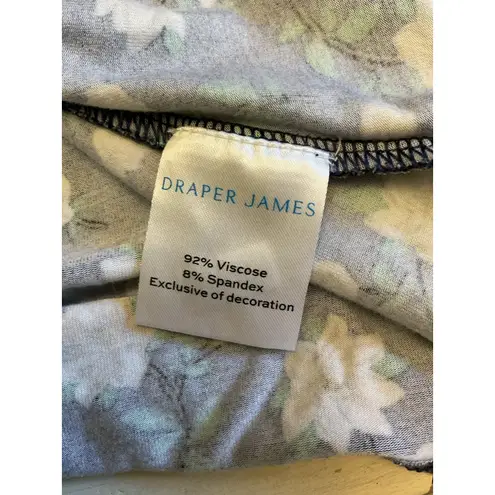 DRAPER JAMES
92% Viscose
8% Spandex
Exclusive of decoration